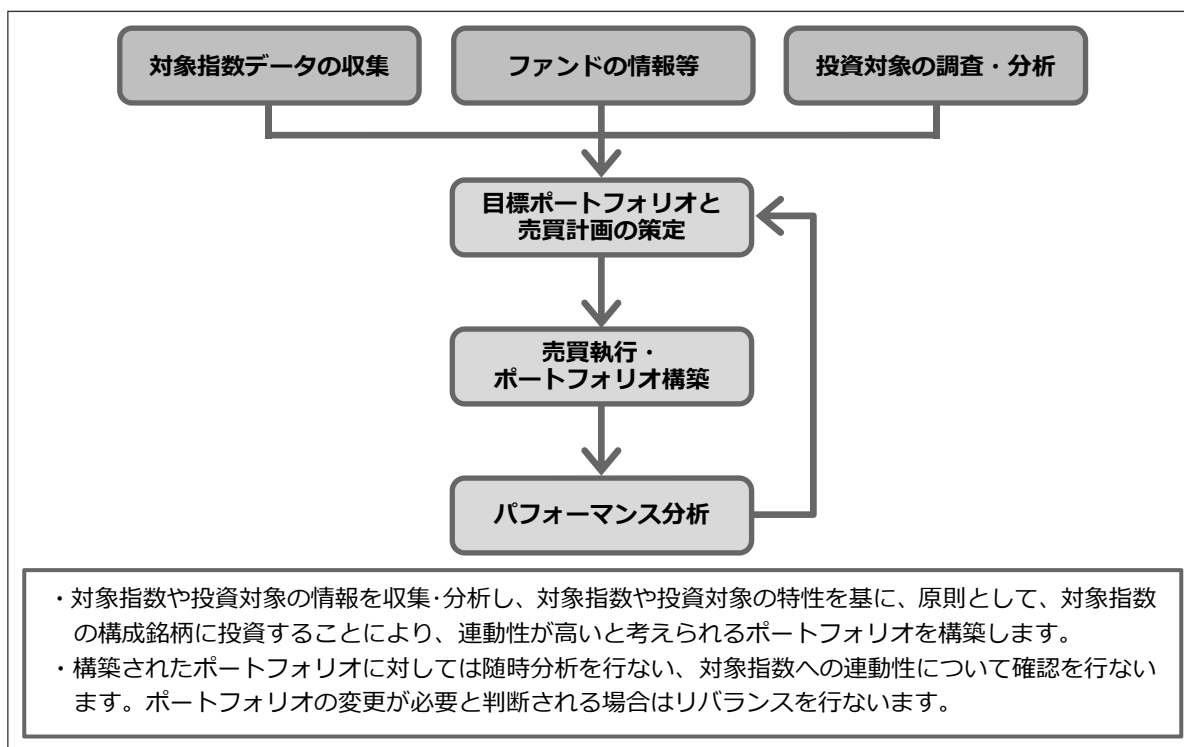 対象指数データの収集
ファンドの情報等
投資対象の調査・分析
目標ポートフォリオと
売買計画の策定
売買執行・
ポートフォリオ構築
パフォーマンス分析
・対象指数や投資対象の情報を収集･分析し、対象指数や投資対象の特性を基に、原則として、対象指数
の構成銘柄に投資することにより、連動性が高いと考えられるポートフォリオを構築します。
・構築されたポートフォリオに対しては随時分析を行ない、対象指数への連動性について確認を行ない
ます。ポートフォリオの変更が必要と判断される場合はリバランスを行ないます。